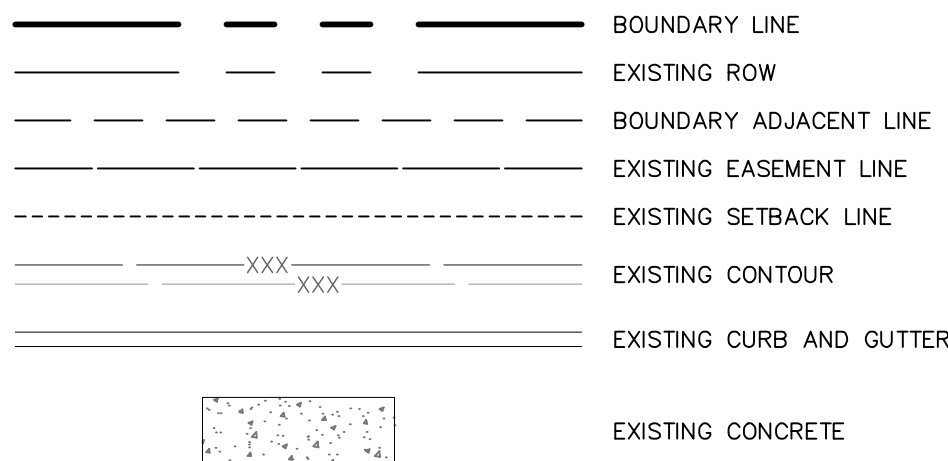 BOUNDARY LINE
EXISTING ROW
BOUNDARY ADJACENT LINE
EXISTING EASEMENT LINE
EXISTING SETBACK LINE
XXX
XXX
EXISTING CONTOUR
EXISTING CURB AND GUTTER
EXISTING CONCRETE